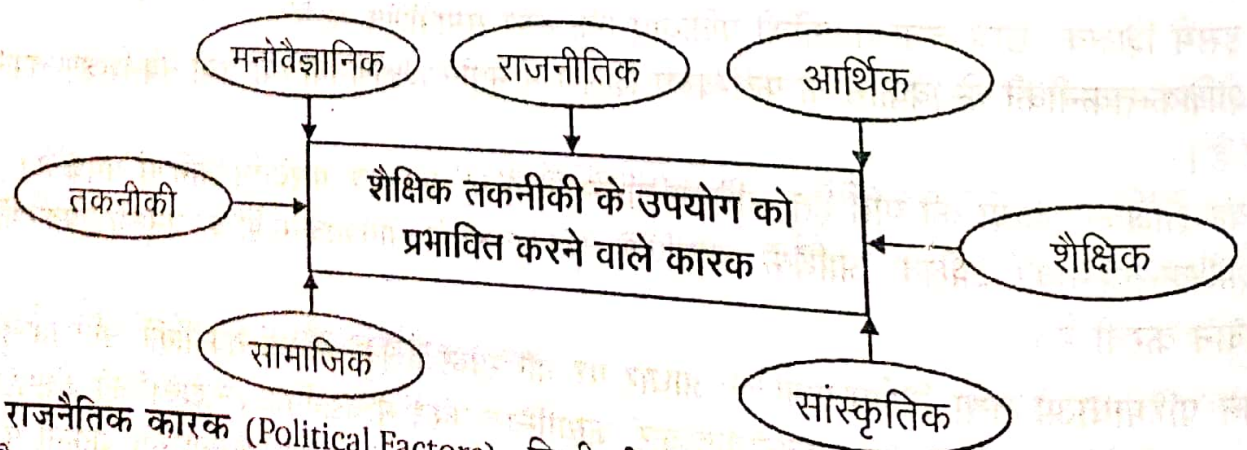 मनोवैज्ञानिक
राजनीतिक
आर्थिक
तकनीकी
शैक्षिक तकनीकी के उपयोग को
प्रभावित करने वाले कारक
शैक्षिक
सामाजिक
सांस्कृतिक
राजनैतिक कारक (Political Factors)